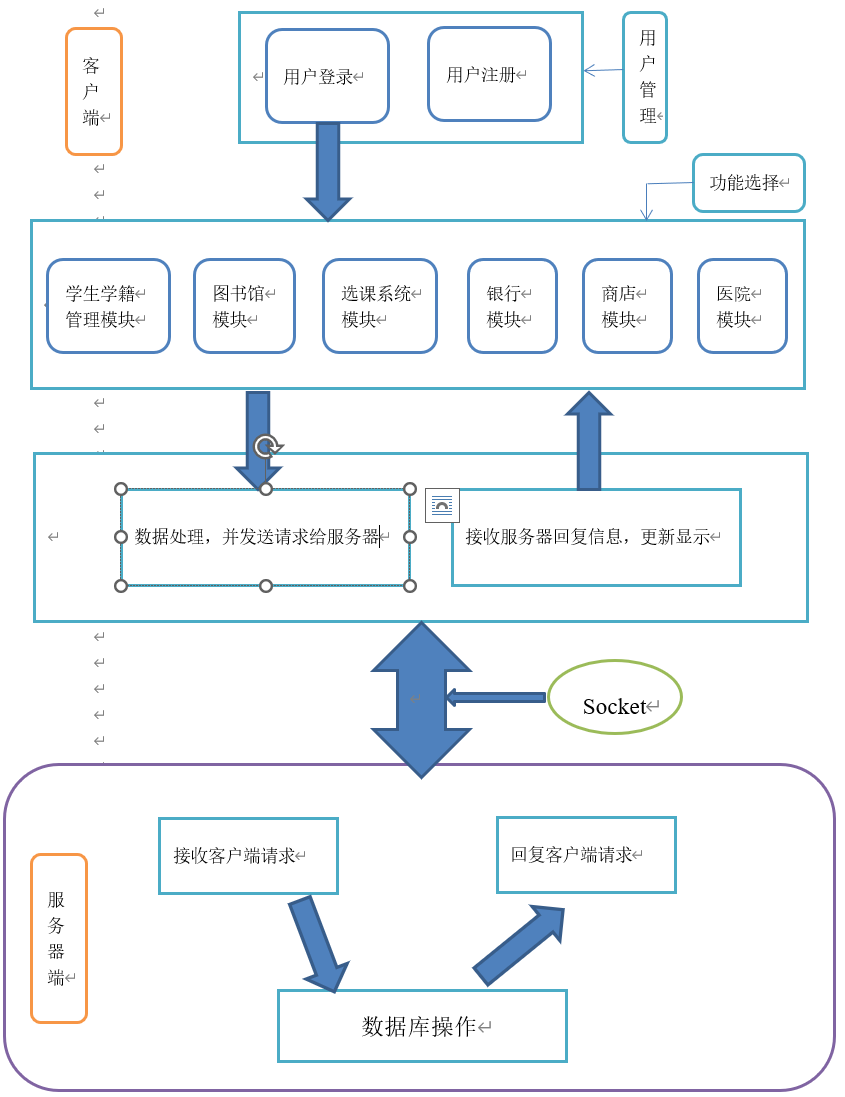 客
户
端
用户登录
用户注册
用
户
管
理
功能选择
学生学籍
管理模块
图书馆
模块
选课系统
模块
银行
模块
商店
模块
医院
模块
数据处理，并发送请求给服务器
接收服务器回复信息，更新显示
Socket
接收客户端请求
回复客户端请求
服
务
器
端
数据库操作